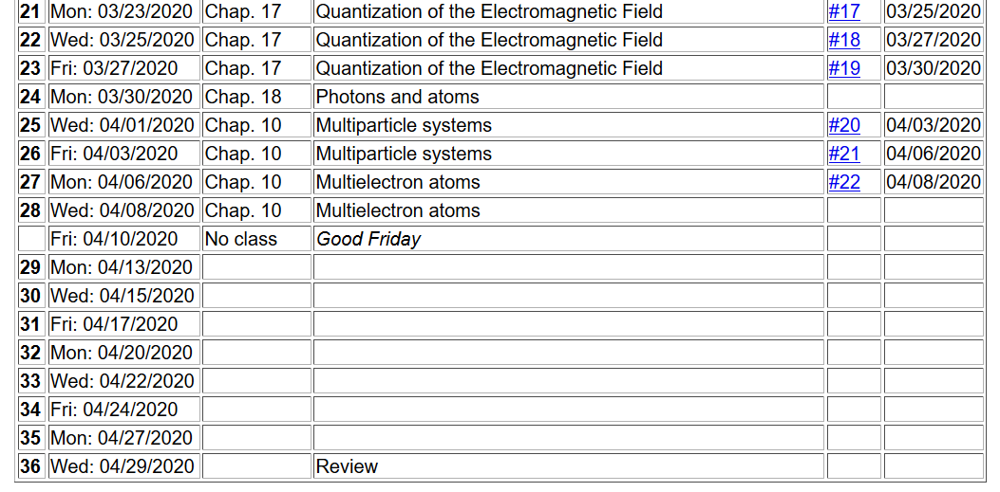 21 Mon: 03/23/2020 Chap. 17 Quantization of the Electromagnetic Field #17 03/25/2020
22 Wed: 03/25/2020 Chap. 17 Quantization of the Electromagnetic Field #18 03/27/2020
23 Fri: 03/27/2020 Chap. 17 Quantization of the Electromagnetic Field #19 03/30/2020
24 Mon: 03/30/2020 Chap. 18 Photons and atoms
25 Wed: 04/01/2020 Chap. 10 Multiparticle systems #20 04/03/2020
26 Fri: 04/03/2020 Chap. 10 Multiparticle systems #21 04/06/2020
27 Mon: 04/06/2020 Chap. 10 Multielectron atoms #22 04/08/2020
28 Wed: 04/08/2020 Chap. 10 Multielectron atoms
Fri: 04/10/2020 No class Good Friday
29 Mon: 04/13/2020
30 Wed: 04/15/2020
31 Fri: 04/17/2020
32 Mon: 04/20/2020
33 Wed: 04/22/2020
34 Fri: 04/24/2020
35 Mon: 04/27/2020
36 Wed: 04/29/2020 Review